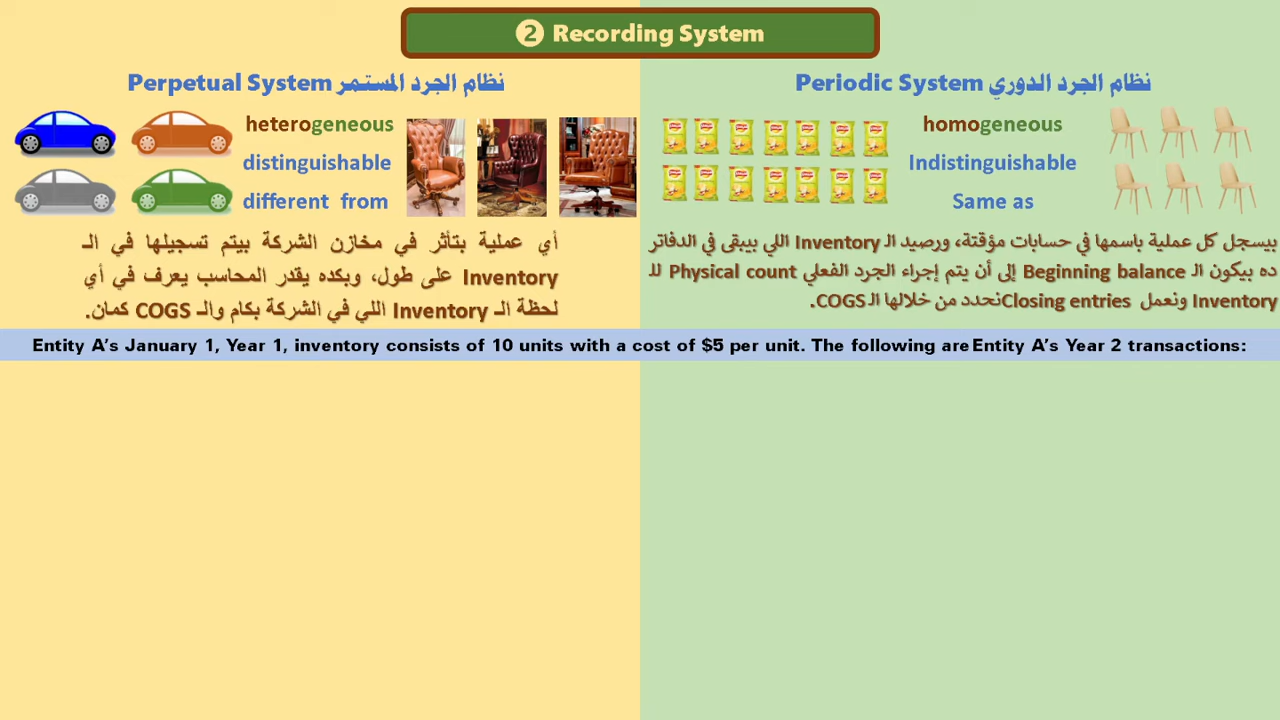 ❷ Recording System
Perpetual System نظام الجرد المستمر
heterogeneous
distinguishable
different from
أي عملية بتأثر في مخازن الشركة بيتم تسجيلها في الـ
Inventory على طول، وبكده يقدر المحاسب يعرف في أي
لحظة الـ Inventory اللي في الشركة بكام والـ COGS كمان.
Periodic System نظام الجرد الدوري
homogeneous
Indistinguishable
Same as
بيسجل كل عملية باسمها في حسابات مؤقتة، ورصيد الـ Inventory اللي بيبقى في الدفاتر
ده بيكون الـ Beginning balance إلى أن يتم إجراء الجرد الفعلي Physical count للـ
Inventory ونعمل Closing entries نحدد من خلالها الـ COGS.
Entity A's January 1, Year 1, inventory consists of 10 units with a cost of $5 per unit. The following are Entity A's Year 2 transactions: